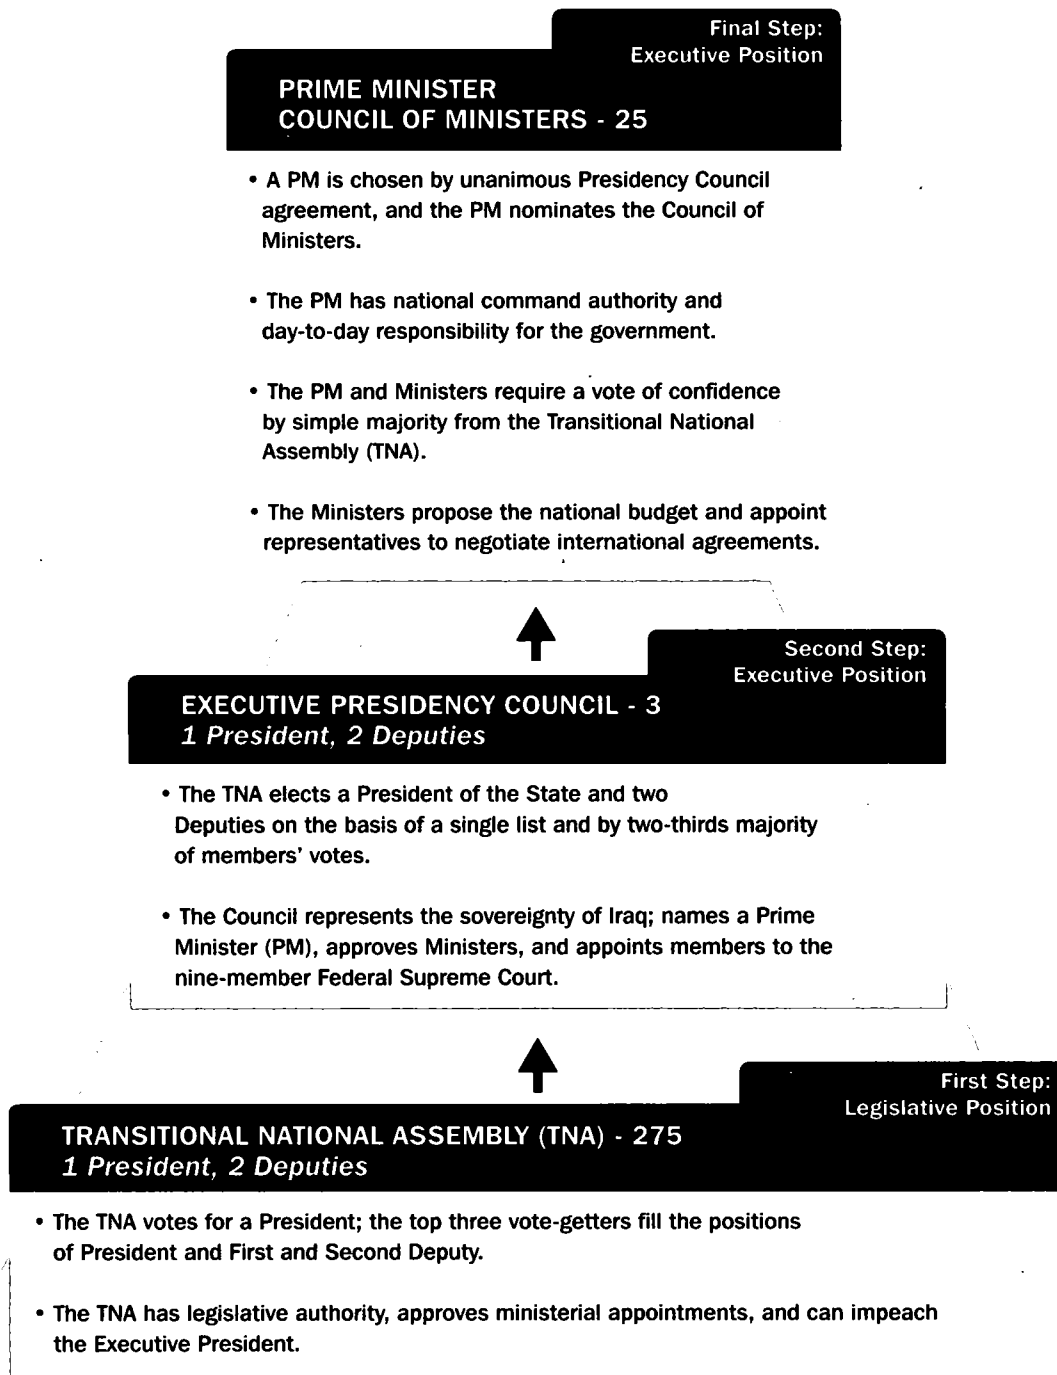 Final Step:
Executive Position
PRIME MINISTER
COUNCIL OF MINISTERS - 25
• A PM is chosen by unanimous Presidency Council
agreement, and the PM nominates the Council of
Ministers.
• The PM has national command authority and
day-to-day responsibility for the government.
• The PM and Ministers require a vote of confidence
by simple majority from the Transitional National
Assembly (TNA).
• The Ministers propose the national budget and appoint
representatives to negotiate international agreements.
Second Step:
Executive Position
EXECUTIVE PRESIDENCY COUNCIL - 3
1 President, 2 Deputies
• The TNA elects a President of the State and two
Deputies on the basis of a single list and by two-thirds majority
of members' votes.
• The Council represents the sovereignty of Iraq; names a Prime
Minister (PM), approves Ministers, and appoints members to the
nine-member Federal Supreme Court.
First Step:
Legislative Position
TRANSITIONAL NATIONAL ASSEMBLY (TNA) - 275
1 President, 2 Deputies
• The TNA votes for a President; the top three vote-getters fill the positions
of President and First and Second Deputy.
• The TNA has legislative authority, approves ministerial appointments, and can impeach
the Executive President.